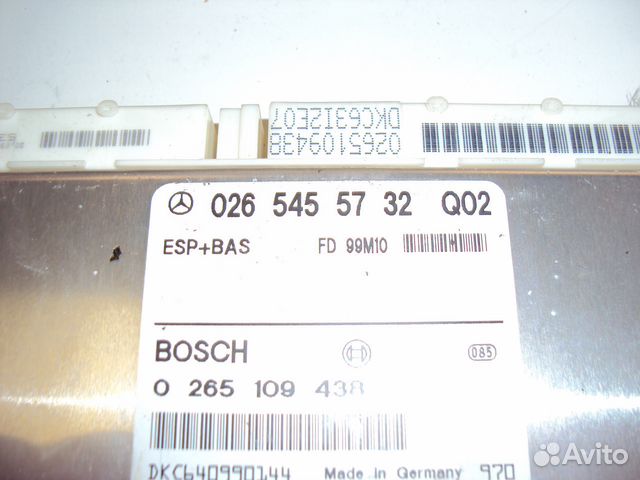 DKC63I2E07
0265109438
026 545 57 32 Q02
ESP+BAS FD 99M10
BOSCH 085
0 265 109 438
DKC640990144 Made in Germany 970
Avito